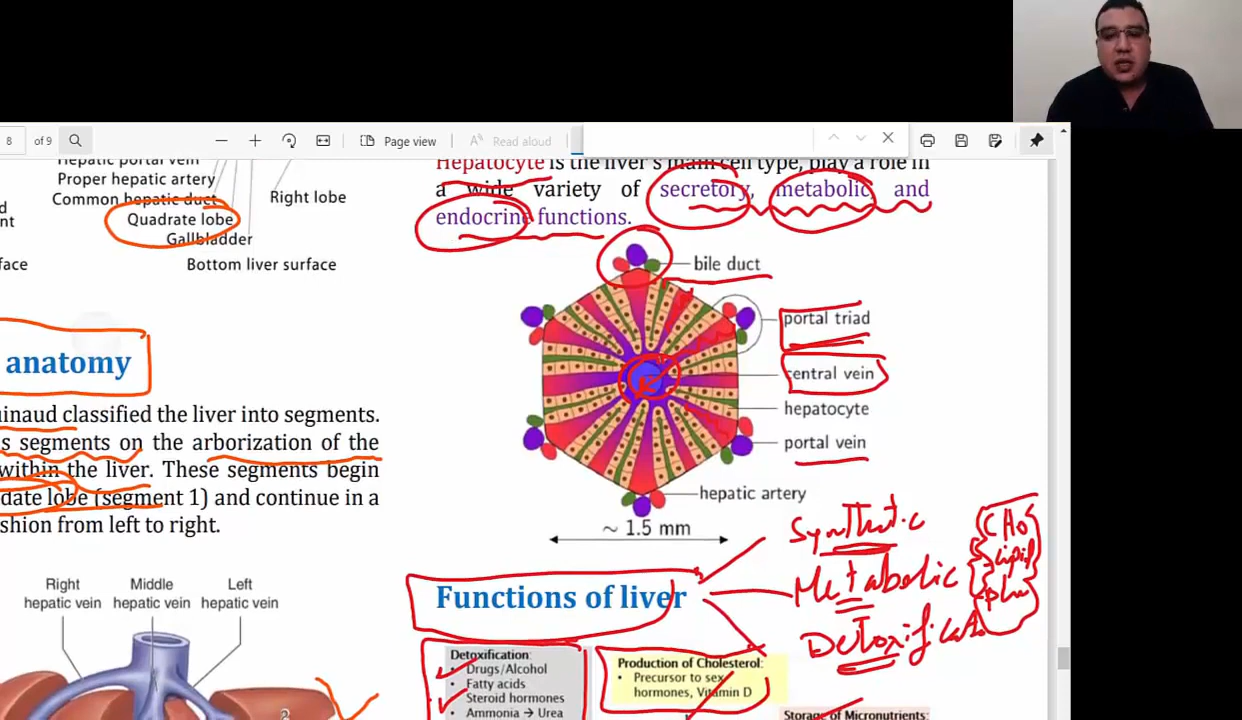 8 of 9 Page view Read aloud
Hepatic portal vein
Proper hepatic artery
Common hepatic duct
Quadrate lobe
Gallbladder
Right lobe
Bottom liver surface
anatomy
classified the liver into segments.
segments on the arborization of the
within the liver. These segments begin
lobe (segment 1) and continue in a
from left to right.
Right hepatic vein
Middle hepatic vein
Left hepatic vein
2
Hepatocyte is the liver's main cell type, play a role in
a wide variety of secretory, metabolic and
endocrine functions.
bile duct
portal triad
central vein
hepatocyte
portal vein
hepatic artery
~ 1.5 mm
Synthetic
Metabolic
CHO
lipid
Functions of liver
Detoxification:
• Drugs/Alcohol
• Fatty acids
Steroid hormones
• Ammonia → Urea
Production of Cholesterol:
• Precursor to sex
hormones, Vitamin D
Storage of Micronutrients: